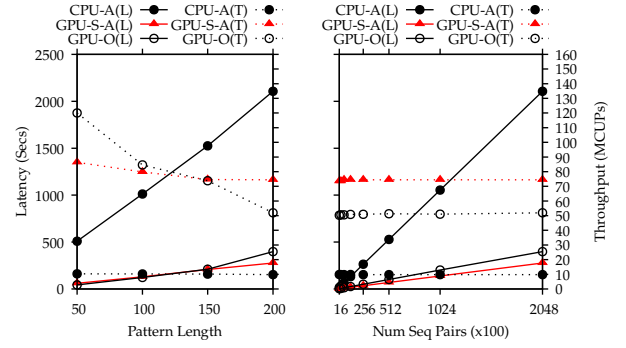 CPU-A(L) CPU-A(T) CPU-A(L) CPU-A(T)
GPU-S-A(L) GPU-S-A(T) GPU-S-A(L) GPU-S-A(T)
GPU-O(L) GPU-O(T) GPU-O(L) GPU-O(T)
2500
2000
1500
1000
500
0
Latency (Secs)
50 100 150 200
Pattern Length
16 256 512 1024 2048
Num Seq Pairs (x100)
160
150
140
130
120
110
100
90
80
70
60
50
40
30
20
10
0
Throughput (MCUPs)